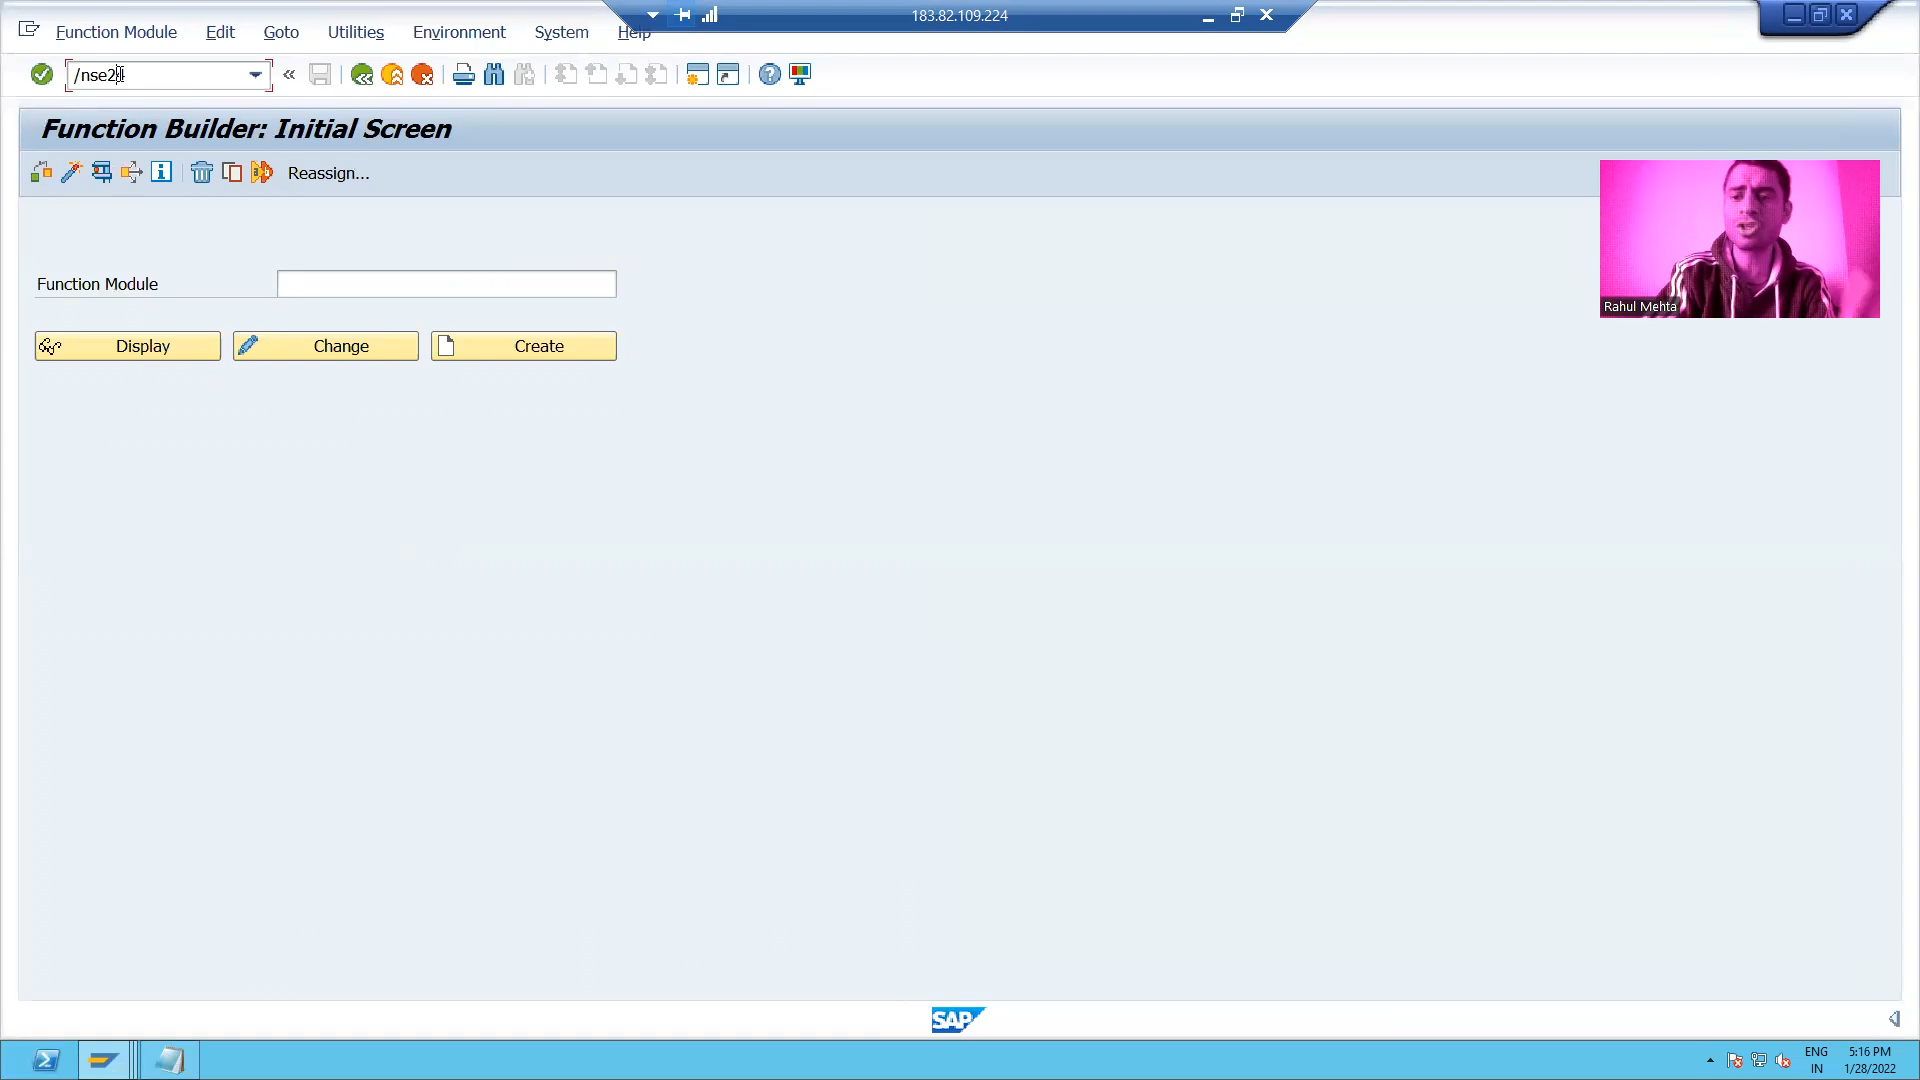 183.82.109.224
Function Module Edit Goto Utilities Environment System Help
/nse24
Function Builder: Initial Screen
Reassign...
Function Module
Display Change Create
Rahul Mehta
SAP
ENG 5:16 PM
IN 1/28/2022